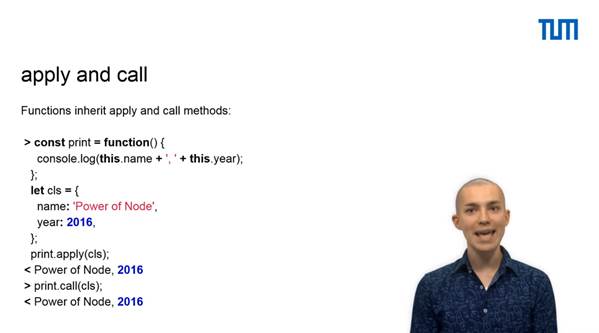 TUM
apply and call
Functions inherit apply and call methods:
> const print = function() {
console.log(this.name + ', ' + this.year);
};
let cls = {
name: 'Power of Node',
year: 2016,
};
print.apply(cls);
< Power of Node, 2016
> print.call(cls);
< Power of Node, 2016